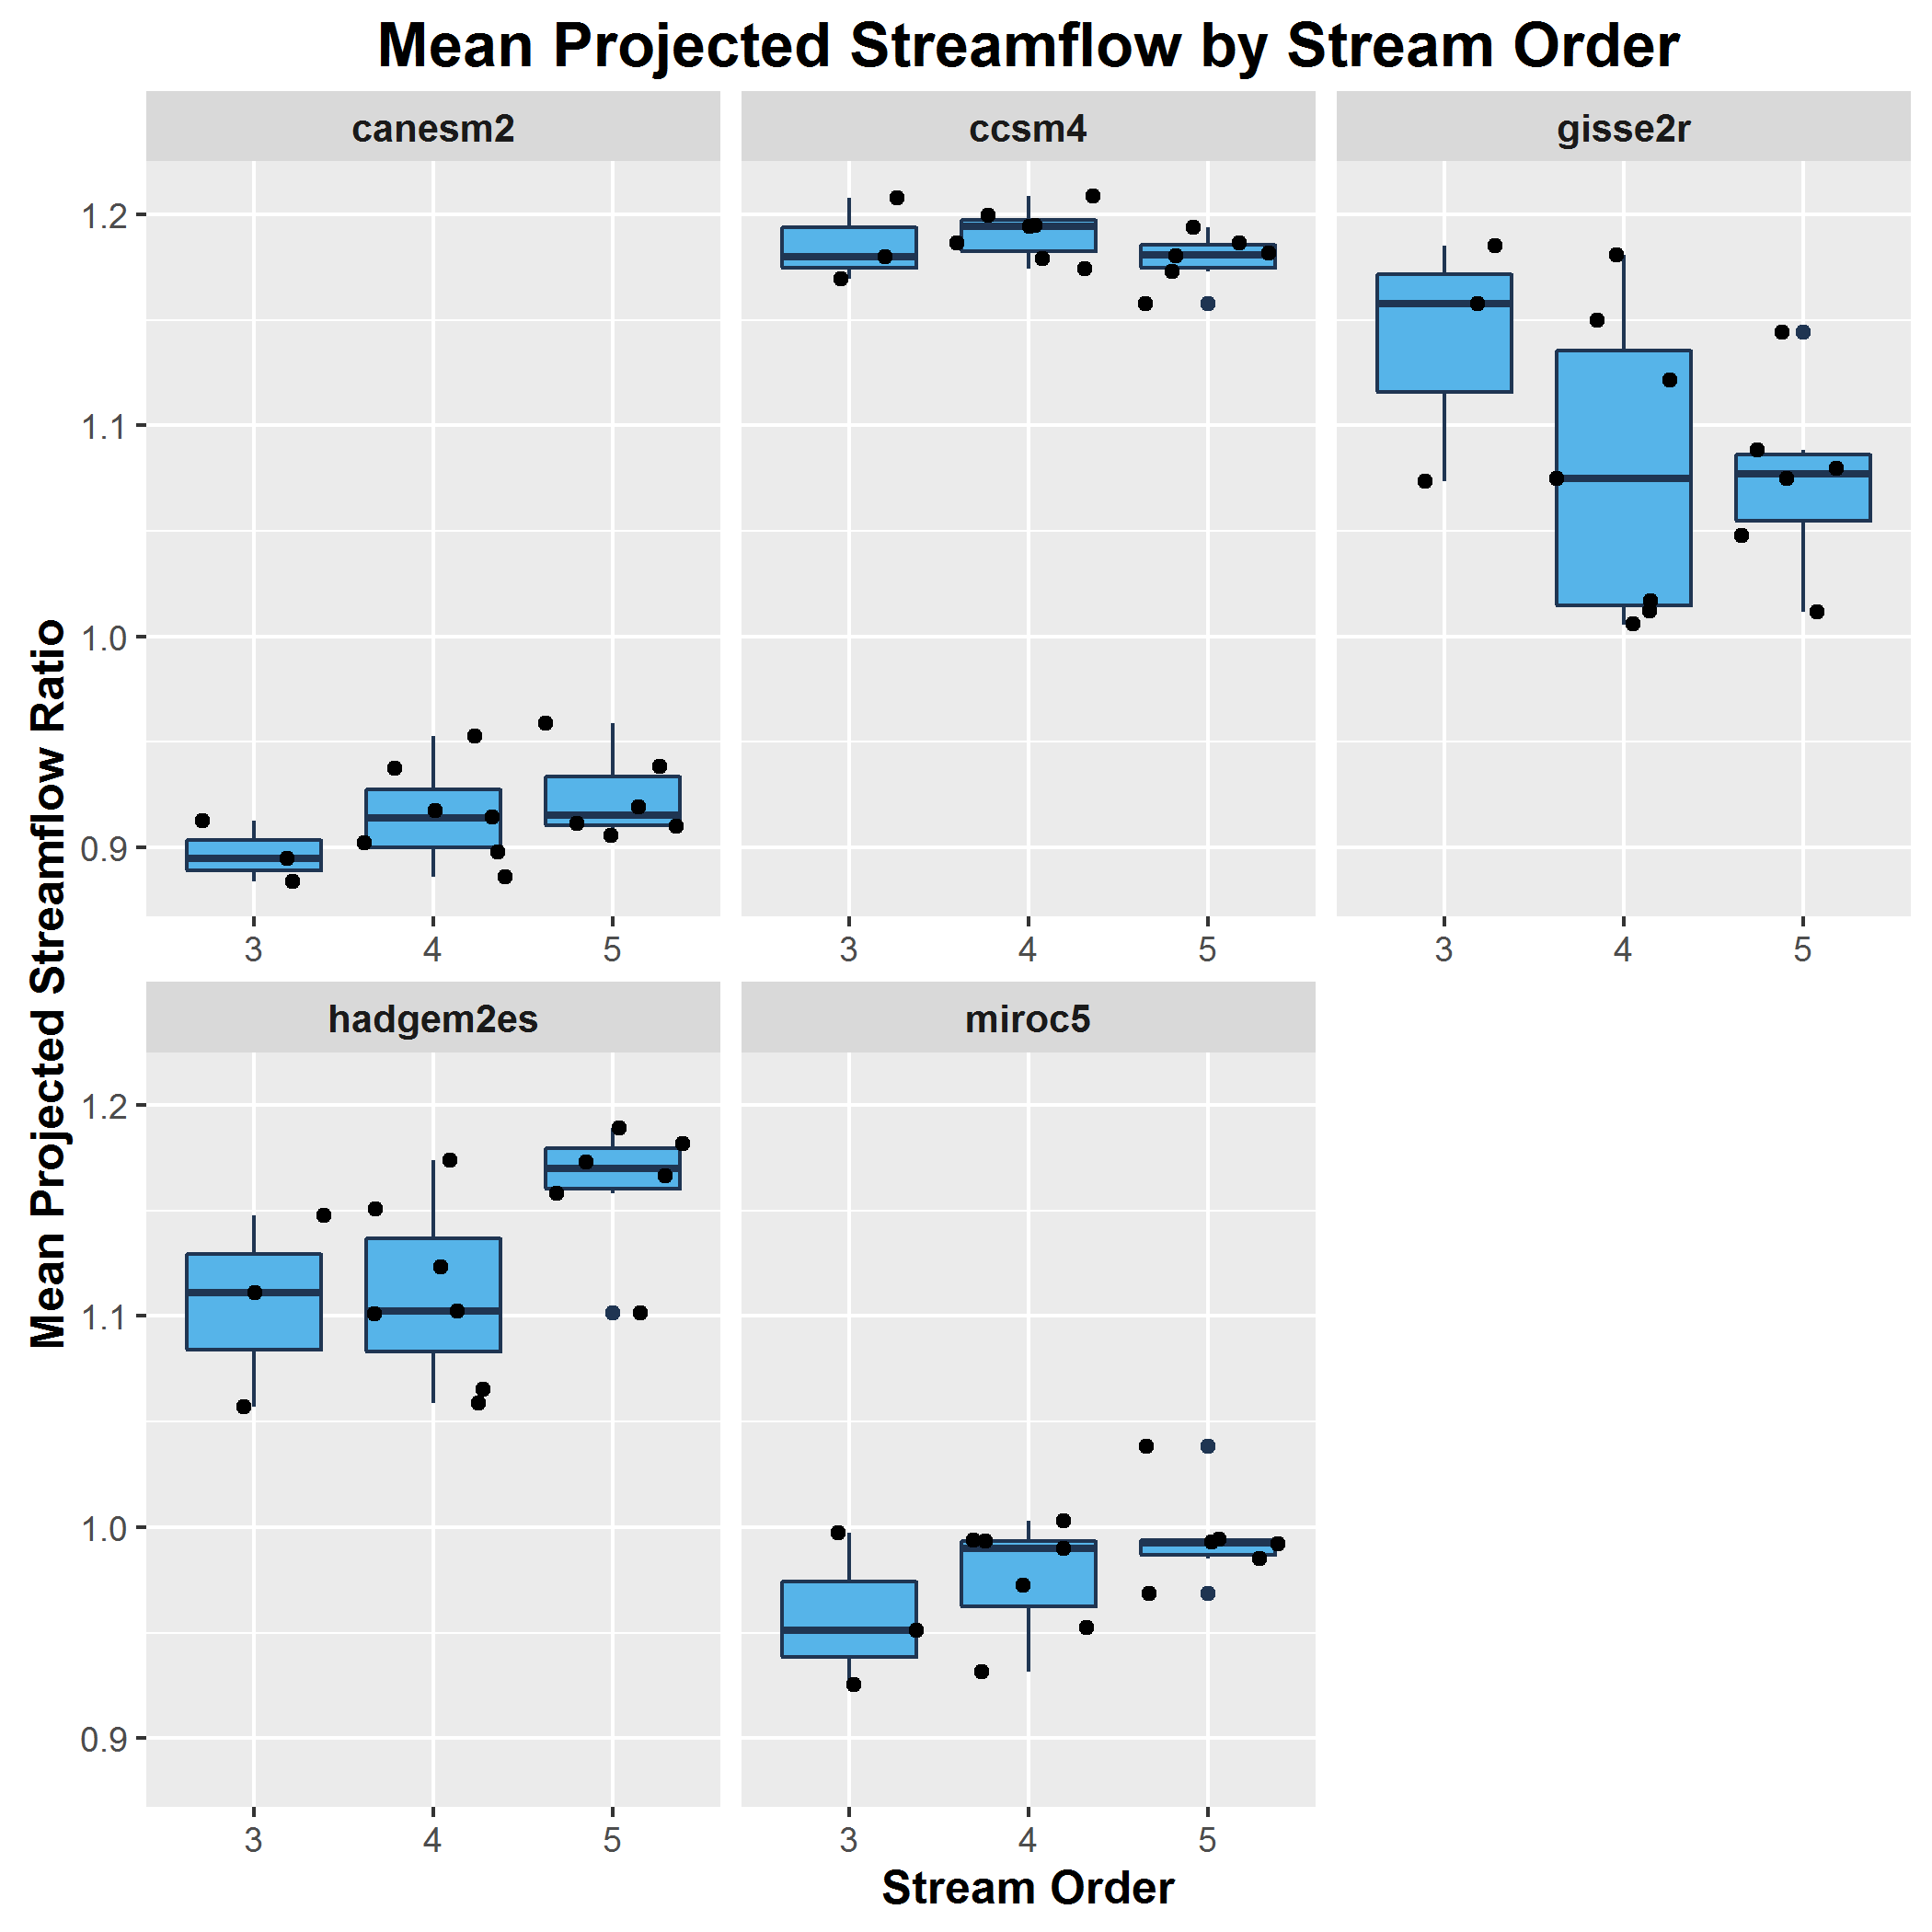 Mean Projected Streamflow by Stream Order
canesm2
ccsm4
gisse2r
Mean Projected Streamflow Ratio
1.2
1.1
1.0
0.9
3 4 5
3 4 5
3 4 5
hadgem2es
miroc5
1.2
1.1
1.0
0.9
3 4 5
3 4 5
Stream Order